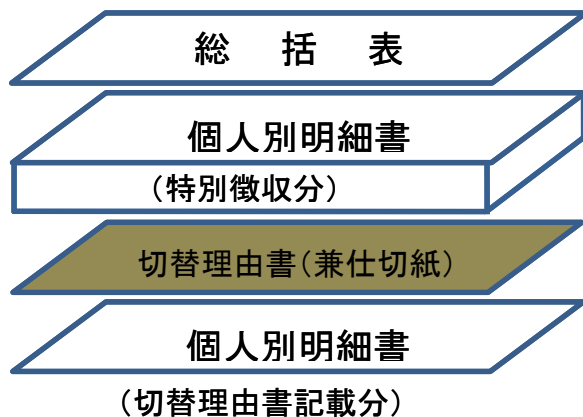 総 括 表
個人別明細書
（特別徴収分）
切替理由書（兼仕切紙）
個人別明細書
（切替理由書記載分）